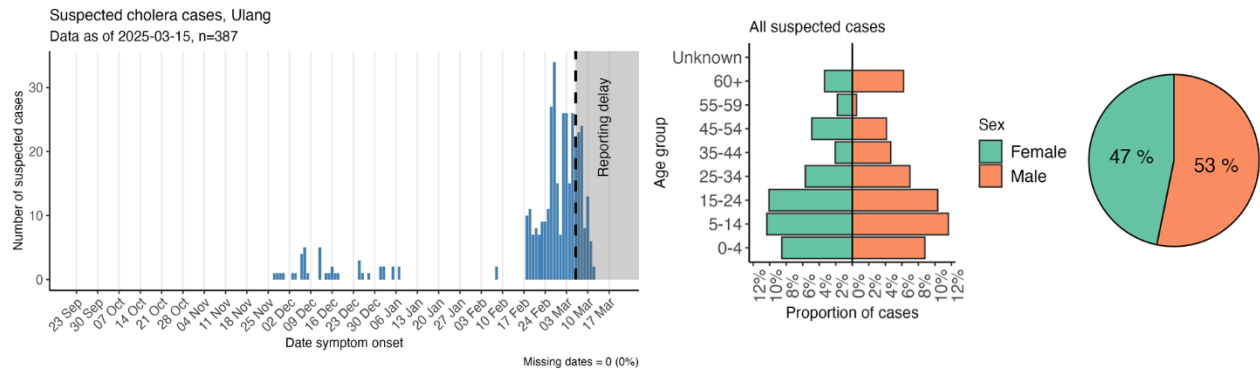 Suspected cholera cases, Ulang
Data as of 2025-03-15, n=387
Number of suspected cases
30
20
10
0
Reporting delay
23 Sep
30 Sep
07 Oct
14 Oct
21 Oct
28 Oct
04 Nov
11 Nov
18 Nov
25 Nov
02 Dec
09 Dec
16 Dec
23 Dec
30 Dec
06 Jan
13 Jan
20 Jan
27 Jan
03 Feb
10 Feb
17 Feb
24 Feb
03 Mar
10 Mar
17 Mar
Date symptom onset
Missing dates = 0 (0%)
All suspected cases
Age group
Unknown
60+
55-59
45-54
35-44
25-34
15-24
5-14
0-4
12%
10%
8%
6%
4%
2%
0%
2%
4%
6%
8%
10%
12%
Proportion of cases
Sex
Female
Male
47 %
53 %